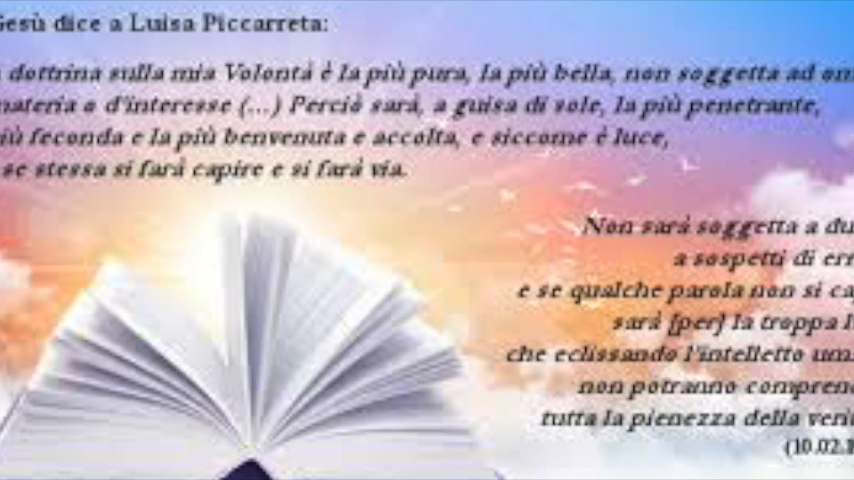 Gesù dice a Luisa Piccarreta:
dottrina sulla mia Volontà è la più pura, la più bella, non soggetta ad
materia o d'interesse (...) Perciò sarà, a guisa di sole, la più penetrante,
più feconda e la più benvenuta e accolta, e siccome è luce,
se stessa si farà capire e si farà via.
Non sarà soggetta a
a sospetti di
e se qualche parola non si
sarà [per] la troppa
che eclissando l'intelletto
non potranno
tutta la pienezza della
(10.02.